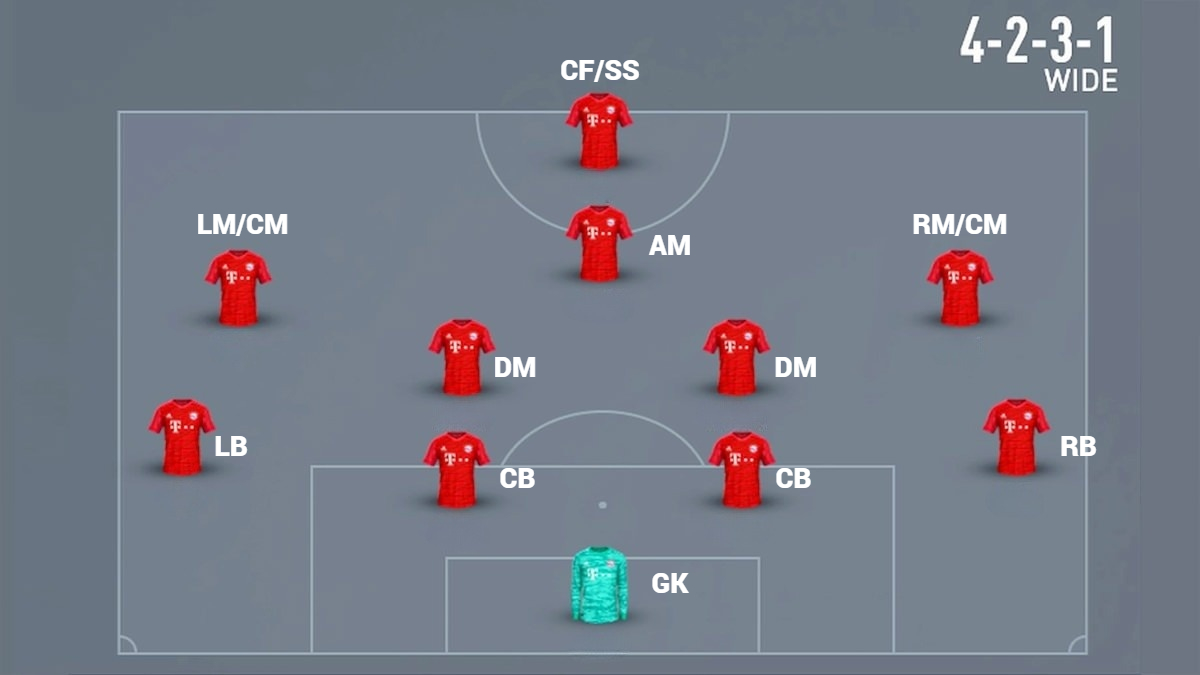 4-2-3-1
WIDE
CF/SS
LM/CM
AM
RM/CM
DM
DM
LB
CB
CB
RB
GK